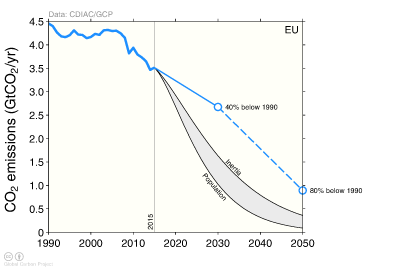 Data: CDIAC/GCP
EU
CO2 emissions (GtCO2/yr)
4.5
4.0
3.5
3.0
2.5
2.0
1.5
1.0
0.5
0
40% below 1990
80% below 1990
Inertia
Population
2015
1990
2000
2010
2020
2030
2040
2050
Global Carbon Project